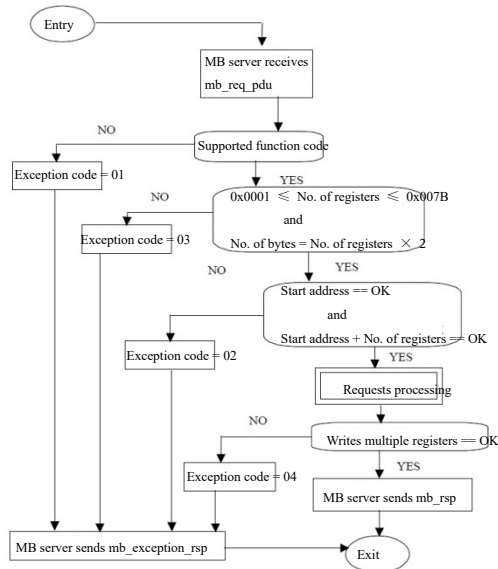 Entry
MB server receives
mb_req_pdu
NO
Supported function code
YES
Exception code = 01
0x0001 ≤ No. of registers ≤ 0x007B
and
No. of bytes = No. of registers × 2
NO
Exception code = 03
YES
NO
Start address == OK
and
Start address + No. of registers == OK
Exception code = 02
YES
Requests processing
NO
Writes multiple registers == OK
YES
Exception code = 04
MB server sends mb_rsp
MB server sends mb_exception_rsp
Exit